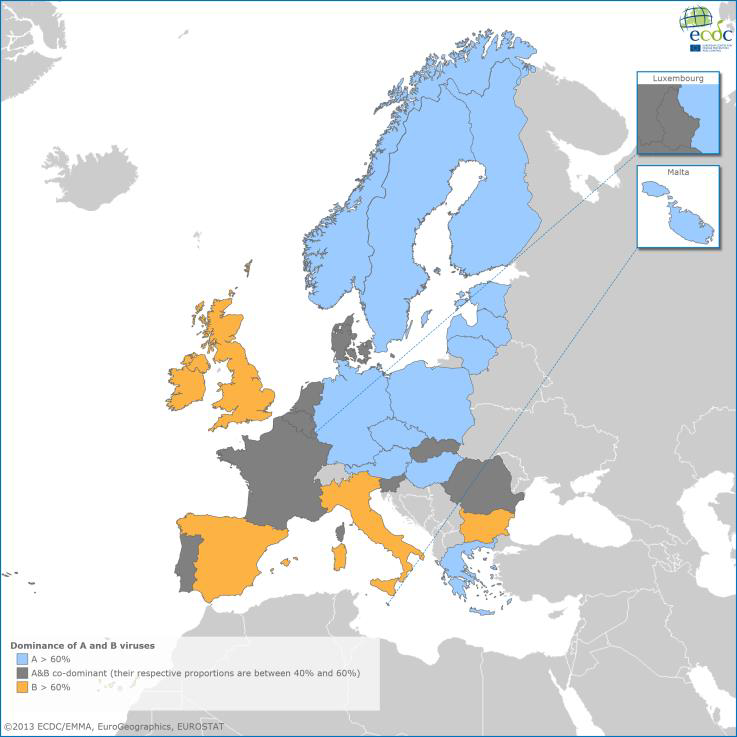 ecdc
Luxembourg
Malta
Dominance of A and B viruses
A > 60%
A&B co-dominant (their respective proportions are between 40% and 60%)
B > 60%
©2013 ECDC/EMMA, EuroGeographics, EUROSTAT